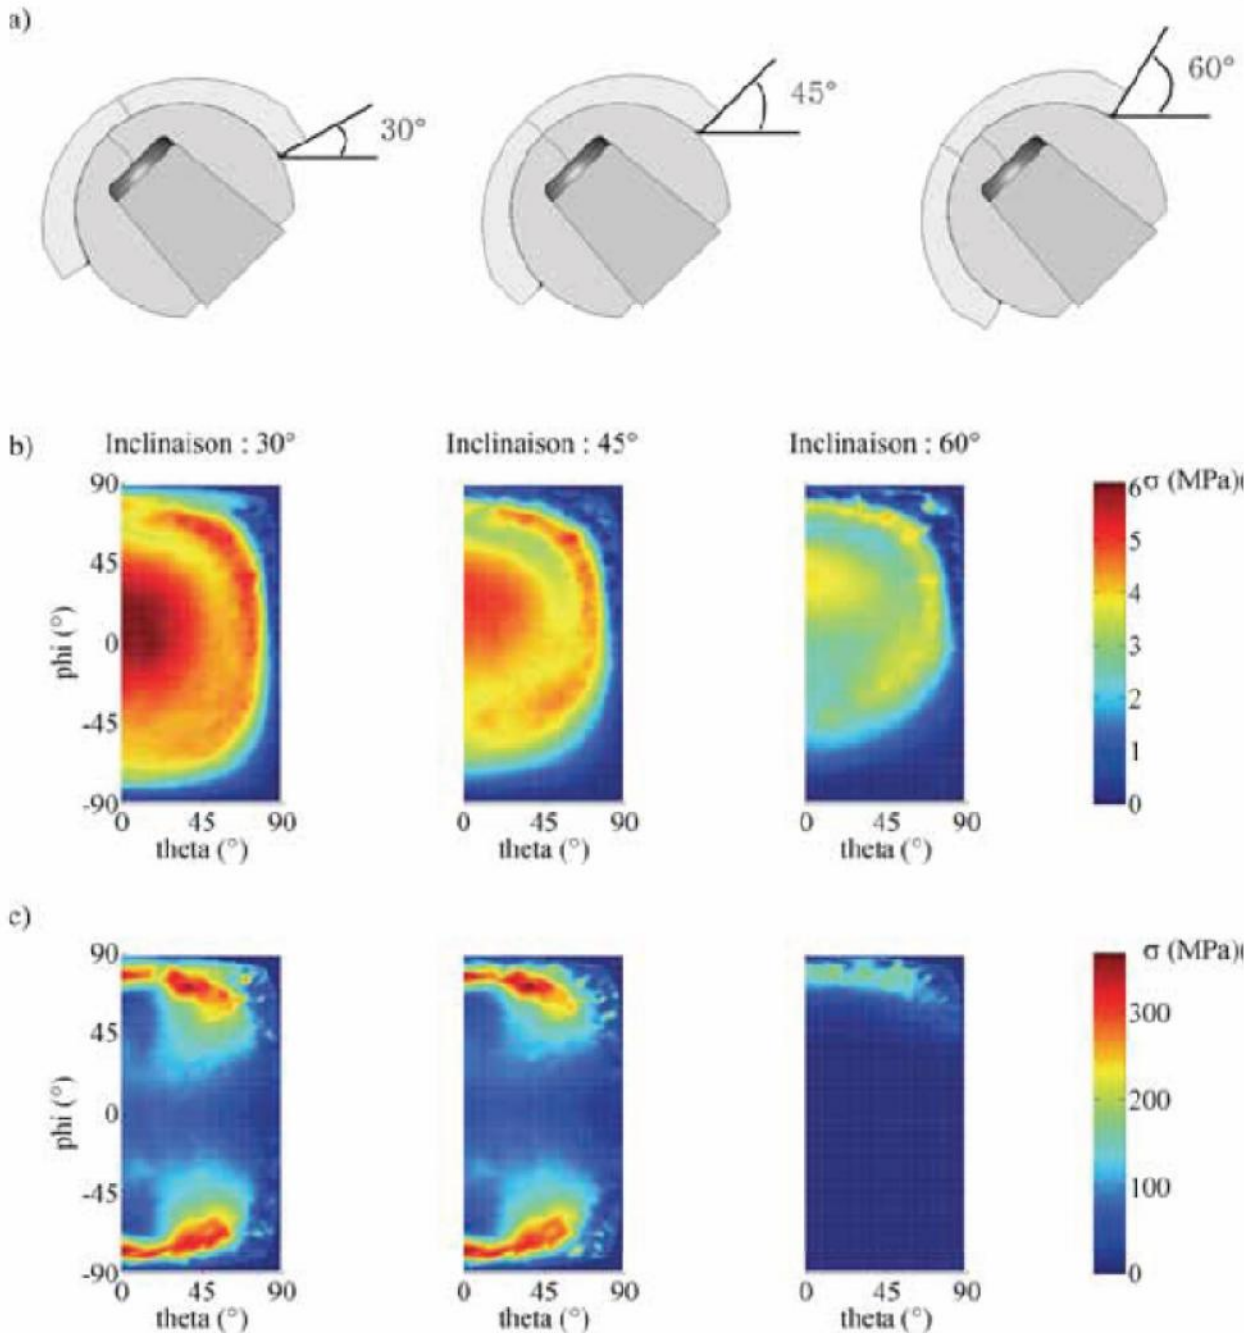 a)
30°
45°
60°
b)
Inclinaison : 30°
Inclinaison : 45°
Inclinaison : 60°
90
45
0
-45
-90
phi (°)
0 45 90
theta (°)
0 45 90
theta (°)
0 45 90
theta (°)
6
5
4
3
2
1
0
σ (MPa)
c)
90
45
0
-45
-90
phi (°)
0 45 90
theta (°)
0 45 90
theta (°)
0 45 90
theta (°)
σ (MPa)
300
200
100
0